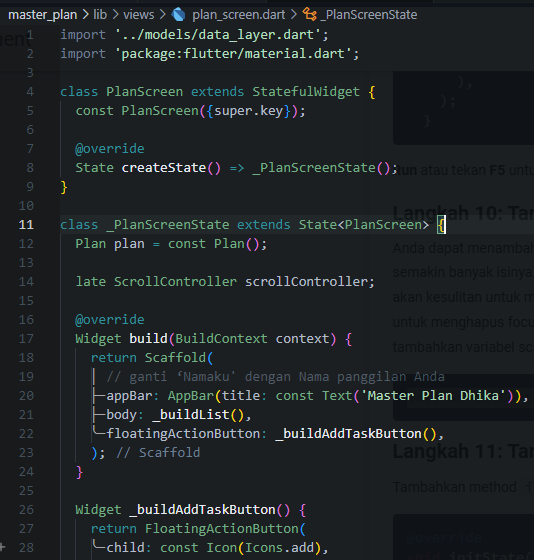 master_plan > lib > views > plan_screen.dart > _PlanScreenState
1 import '../models/data_layer.dart';
2 import 'package:flutter/material.dart';
3
4 class PlanScreen extends StatefulWidget {
5 const PlanScreen({super.key});
6
7 @override
8 State createState() => _PlanScreenState();
9 }
10
11 class _PlanScreenState extends State<PlanScreen> {
12 Plan plan = const Plan();
13
14 late ScrollController scrollController;
15
16 @override
17 Widget build(BuildContext context) {
18 return Scaffold(
19 // ganti ‘Namaku' dengan Nama panggilan Anda
20 appBar: AppBar(title: const Text('Master Plan Dhika')),
21 body: _buildList(),
22 floatingActionButton: _buildAddTaskButton(),
23 ); // Scaffold
24 }
25
26 Widget _buildAddTaskButton() {
27 return FloatingActionButton(
28 child: const Icon(Icons.add),
),
);
}
Run atau tekan F5 untu
Langkah 10: Tam
Anda dapat menambah
semakin banyak isinya
akan kesulitan untuk m
untuk menghapus focu
tambahkan variabel sc
Langkah 11: Tam
Tambahkan method